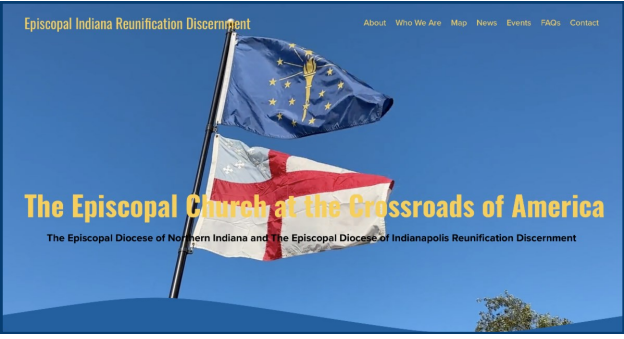 Episcopal Indiana Reunification Discernment
About Who We Are Map News Events FAQs Contact
The Episcopal Church at the Crossroads of America
The Episcopal Diocese of Northern Indiana and The Episcopal Diocese of Indianapolis Reunification Discernment